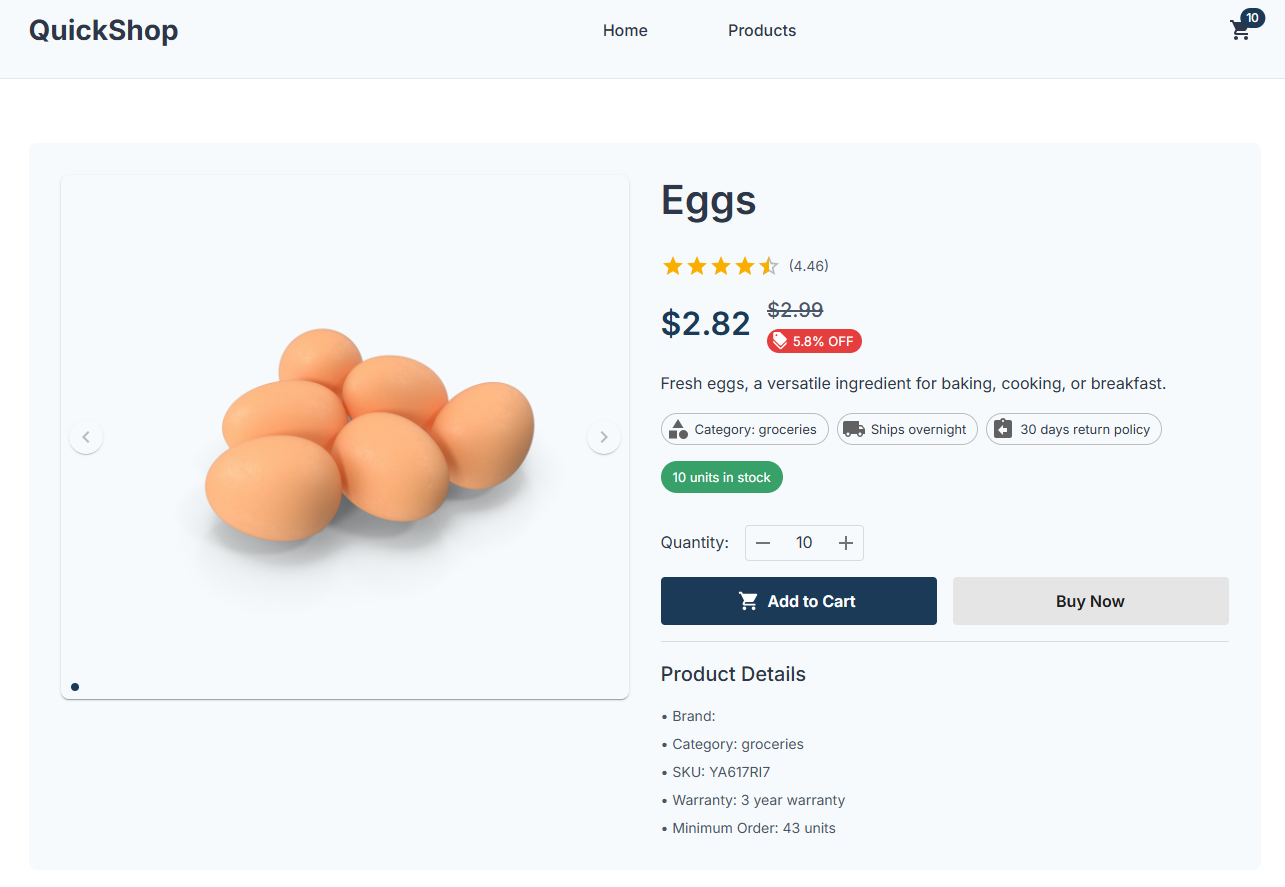 QuickShop
Home
Products
10
Eggs
(4.46)
$2.82
$2.99
5.8% OFF
Fresh eggs, a versatile ingredient for baking, cooking, or breakfast.
Category: groceries
Ships overnight
30 days return policy
10 units in stock
Quantity:
10
Add to Cart
Buy Now
Product Details
• Brand:
• Category: groceries
• SKU: YA617RI7
• Warranty: 3 year warranty
• Minimum Order: 43 units